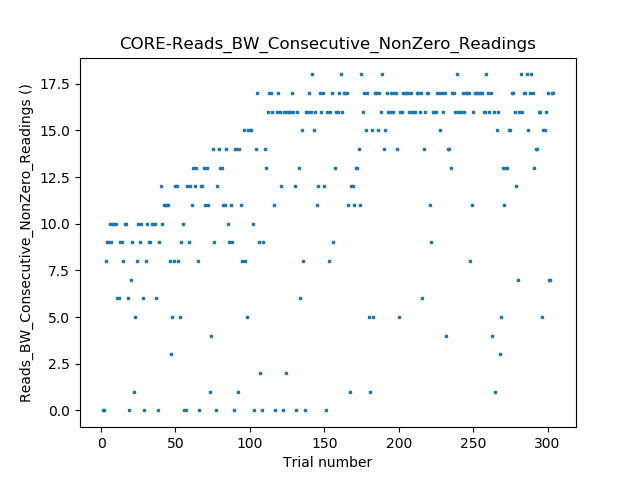 CORE-Reads_BW_Consecutive_NonZero_Readings
Reads_BW_Consecutive_NonZero_Readings ()
17.5
15.0
12.5
10.0
7.5
5.0
2.5
0.0
0 50 100 150 200 250 300
Trial number